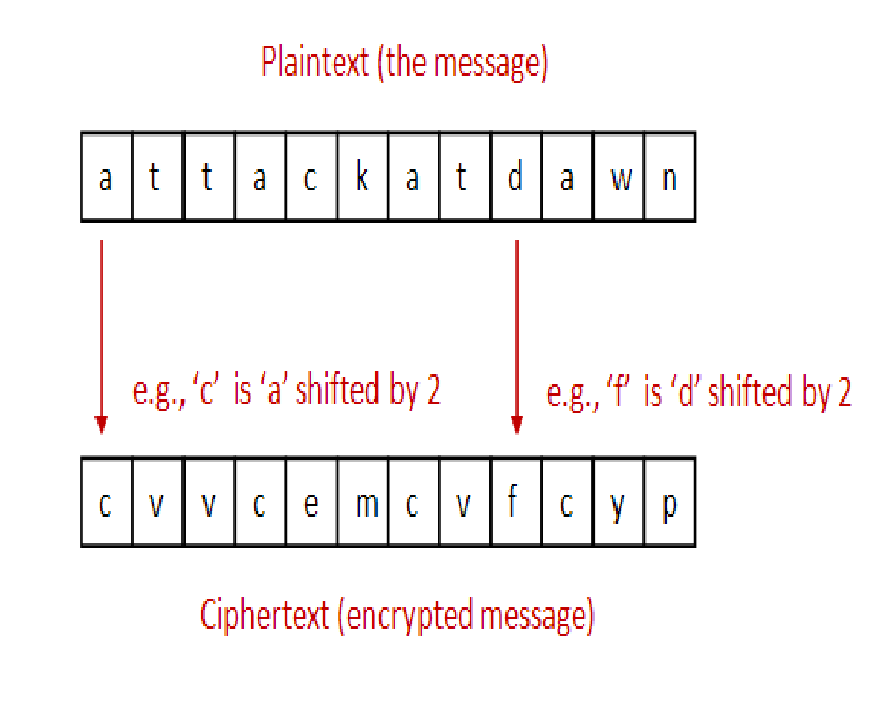 Plaintext (the message)
a t t a c k a t d a w n
e.g., ‘c’ is ‘a’ shifted by 2
e.g., ‘f’ is ‘d’ shifted by 2
c v v c e m c v f c y p
Ciphertext (encrypted message)